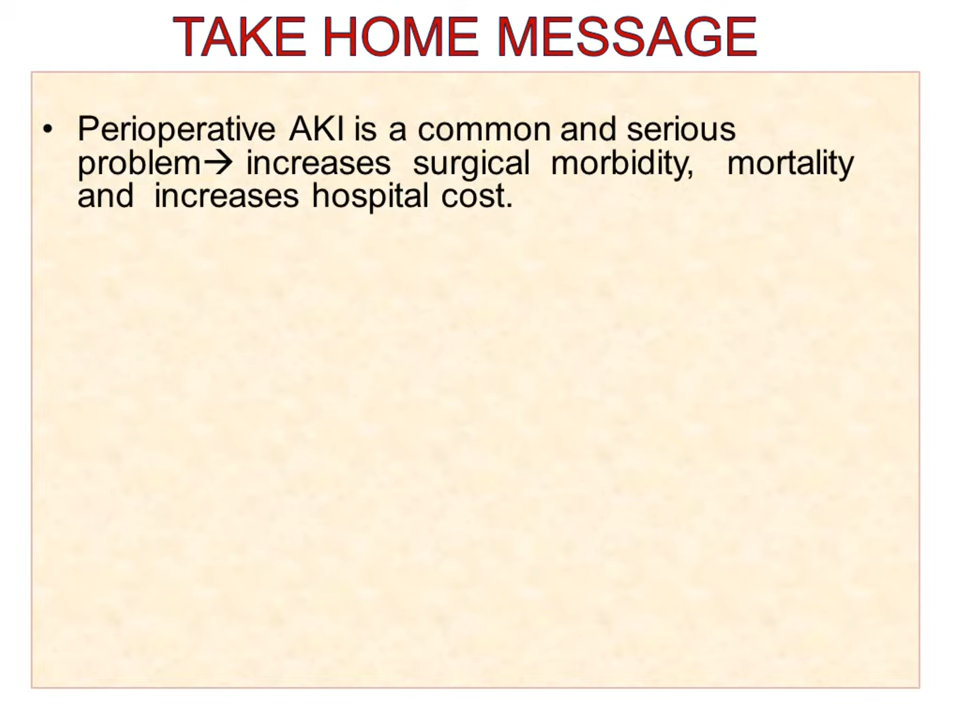 TAKE HOME MESSAGE
• Perioperative AKI is a common and serious
problem→ increases surgical morbidity, mortality
and increases hospital cost.